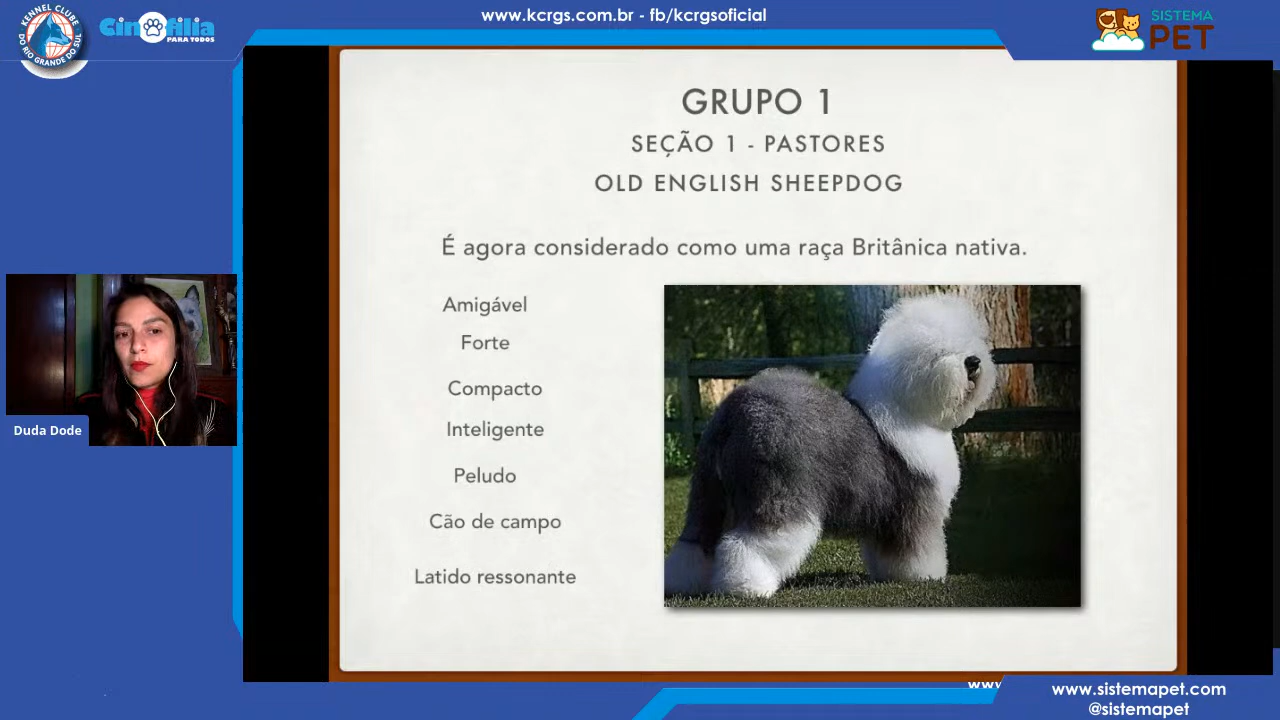 www.kcrgs.com.br - fb/kcrgsoficial
KENNEL CLUBE
DO RIO GRANDE DO SUL
Cinofilia
PARA TODOS
SISTEMA
PET
GRUPO 1
SEÇÃO 1 - PASTORES
OLD ENGLISH SHEEPDOG
É agora considerado como uma raça Britânica nativa.
Amigável
Forte
Compacto
Inteligente
Peludo
Cão de campo
Latido ressonante
Duda Dode
www.sistemapet.com
@sistemapet